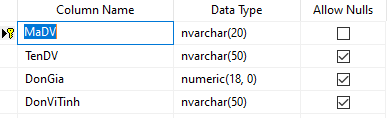 Column Name Data Type Allow Nulls
MaDV nvarchar(20)
TenDV nvarchar(50)
DonGia numeric(18, 0)
DonViTinh nvarchar(50)